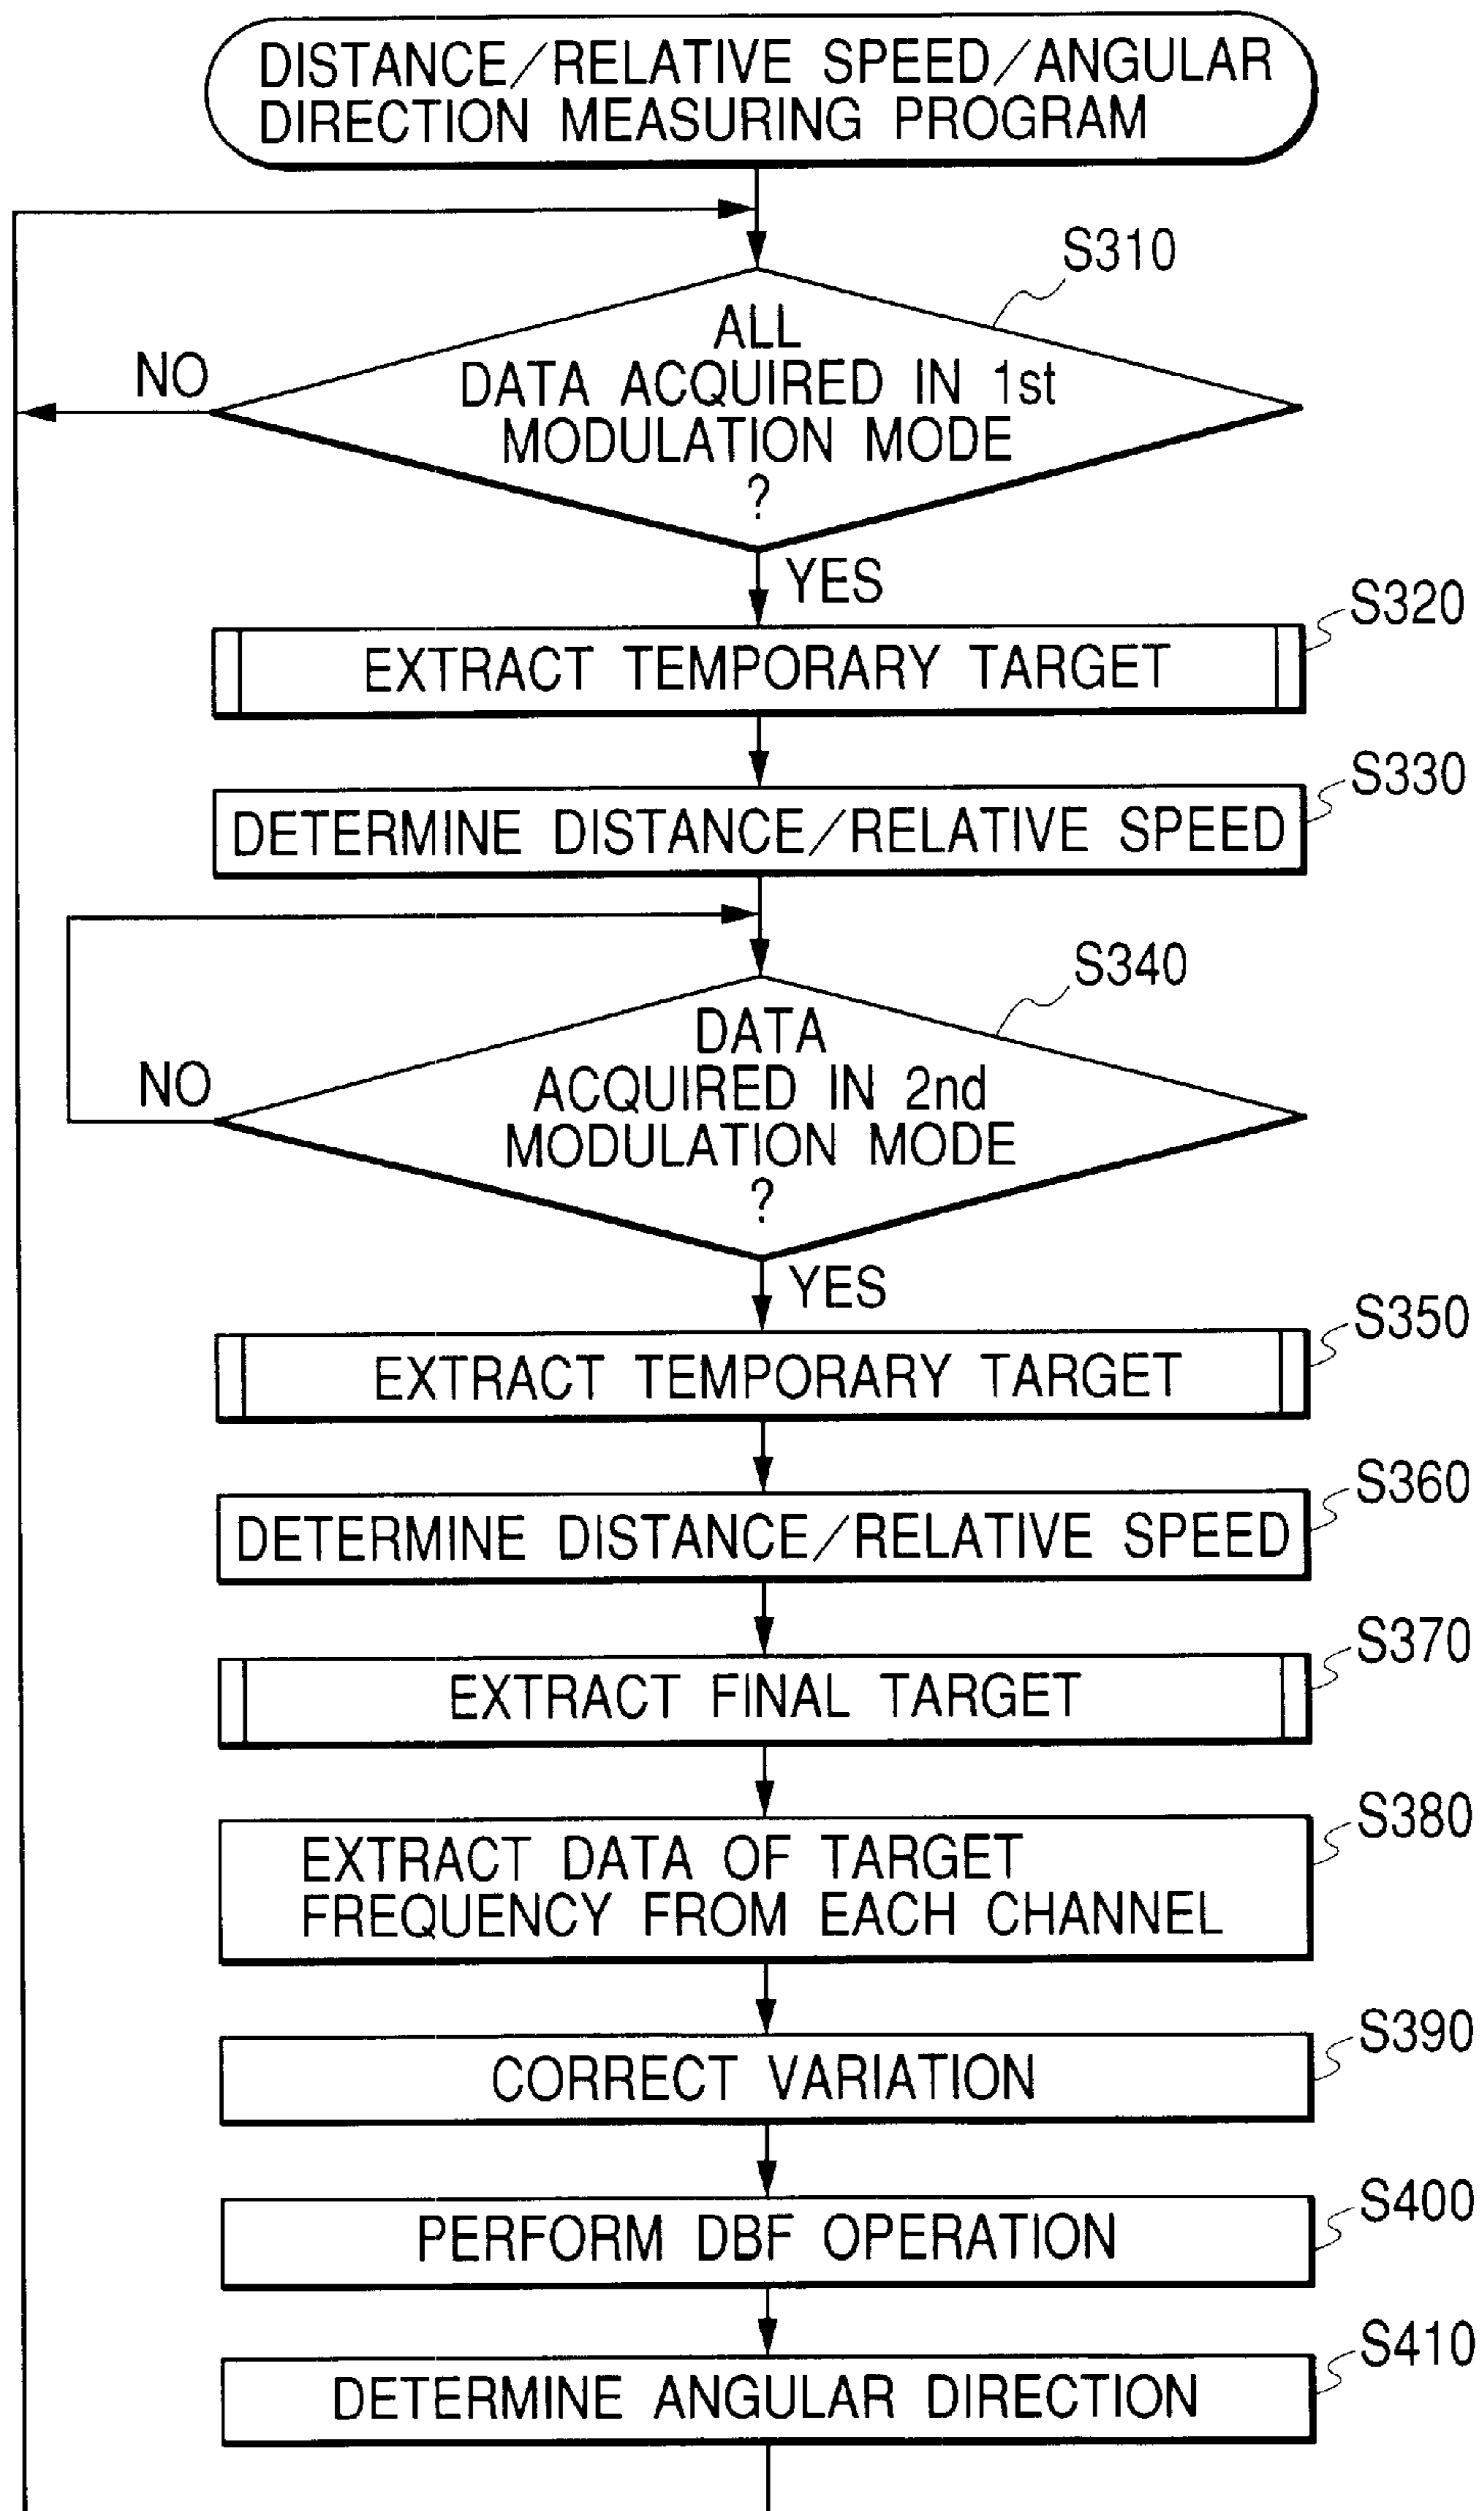 DISTANCE/RELATIVE SPEED/ANGULAR
DIRECTION MEASURING PROGRAM
S310
ALL
DATA ACQUIRED IN 1st
MODULATION MODE
?
NO
YES
S320
EXTRACT TEMPORARY TARGET
S330
DETERMINE DISTANCE/RELATIVE SPEED
S340
DATA
ACQUIRED IN 2nd
MODULATION MODE
?
NO
YES
S350
EXTRACT TEMPORARY TARGET
S360
DETERMINE DISTANCE/RELATIVE SPEED
S370
EXTRACT FINAL TARGET
S380
EXTRACT DATA OF TARGET
FREQUENCY FROM EACH CHANNEL
S390
CORRECT VARIATION
S400
PERFORM DBF OPERATION
S410
DETERMINE ANGULAR DIRECTION